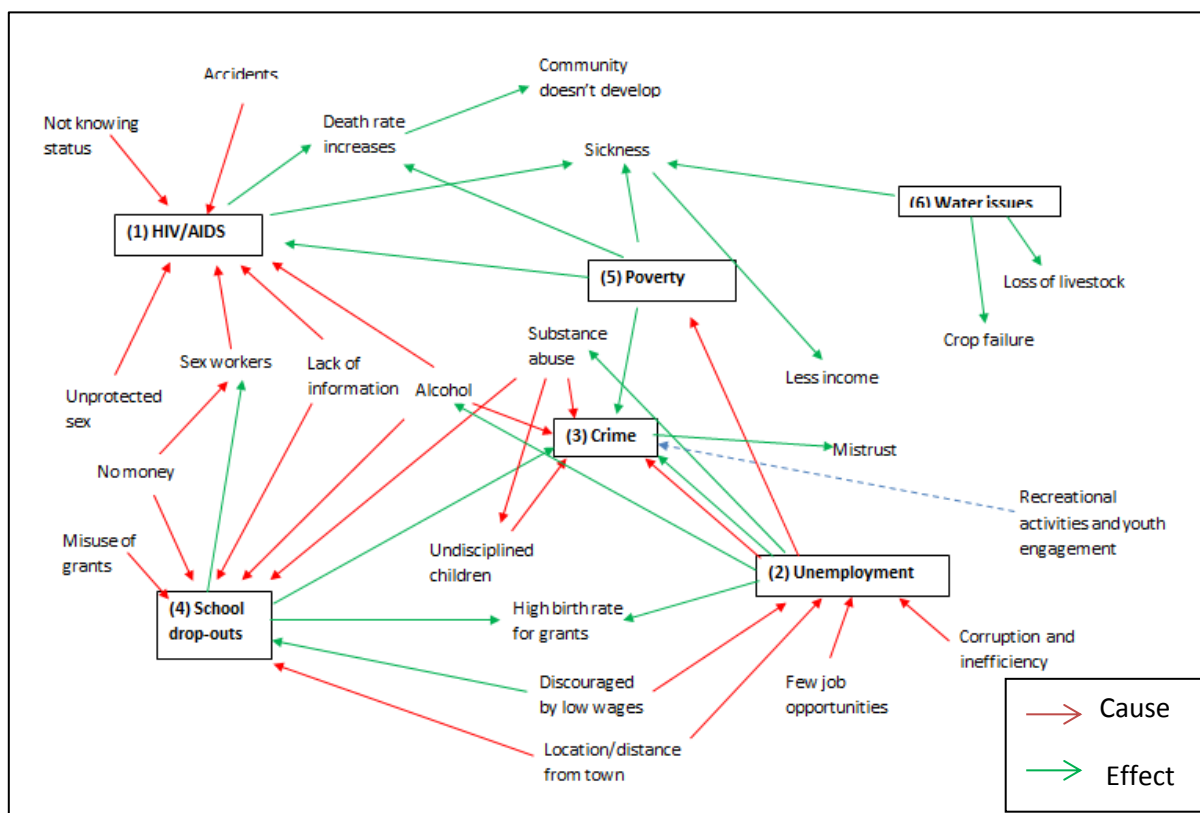 Accidents
Community
doesn't develop
Not knowing
status
Death rate
increases
Sickness
(6) Water issues
(1) HIV/AIDS
(5) Poverty
Loss of livestock
Crop failure
Substance
abuse
Sex workers
Lack of
information
Alcohol
Less income
Unprotected
sex
(3) Crime
Mistrust
No money
Recreational
activities and youth
engagement
Misuse of
grants
Undisciplined
children
(2) Unemployment
(4) School
drop-outs
High birth rate
for grants
Corruption and
inefficiency
Discouraged
by low wages
Few job
opportunities
Location/distance
from town
Cause
Effect